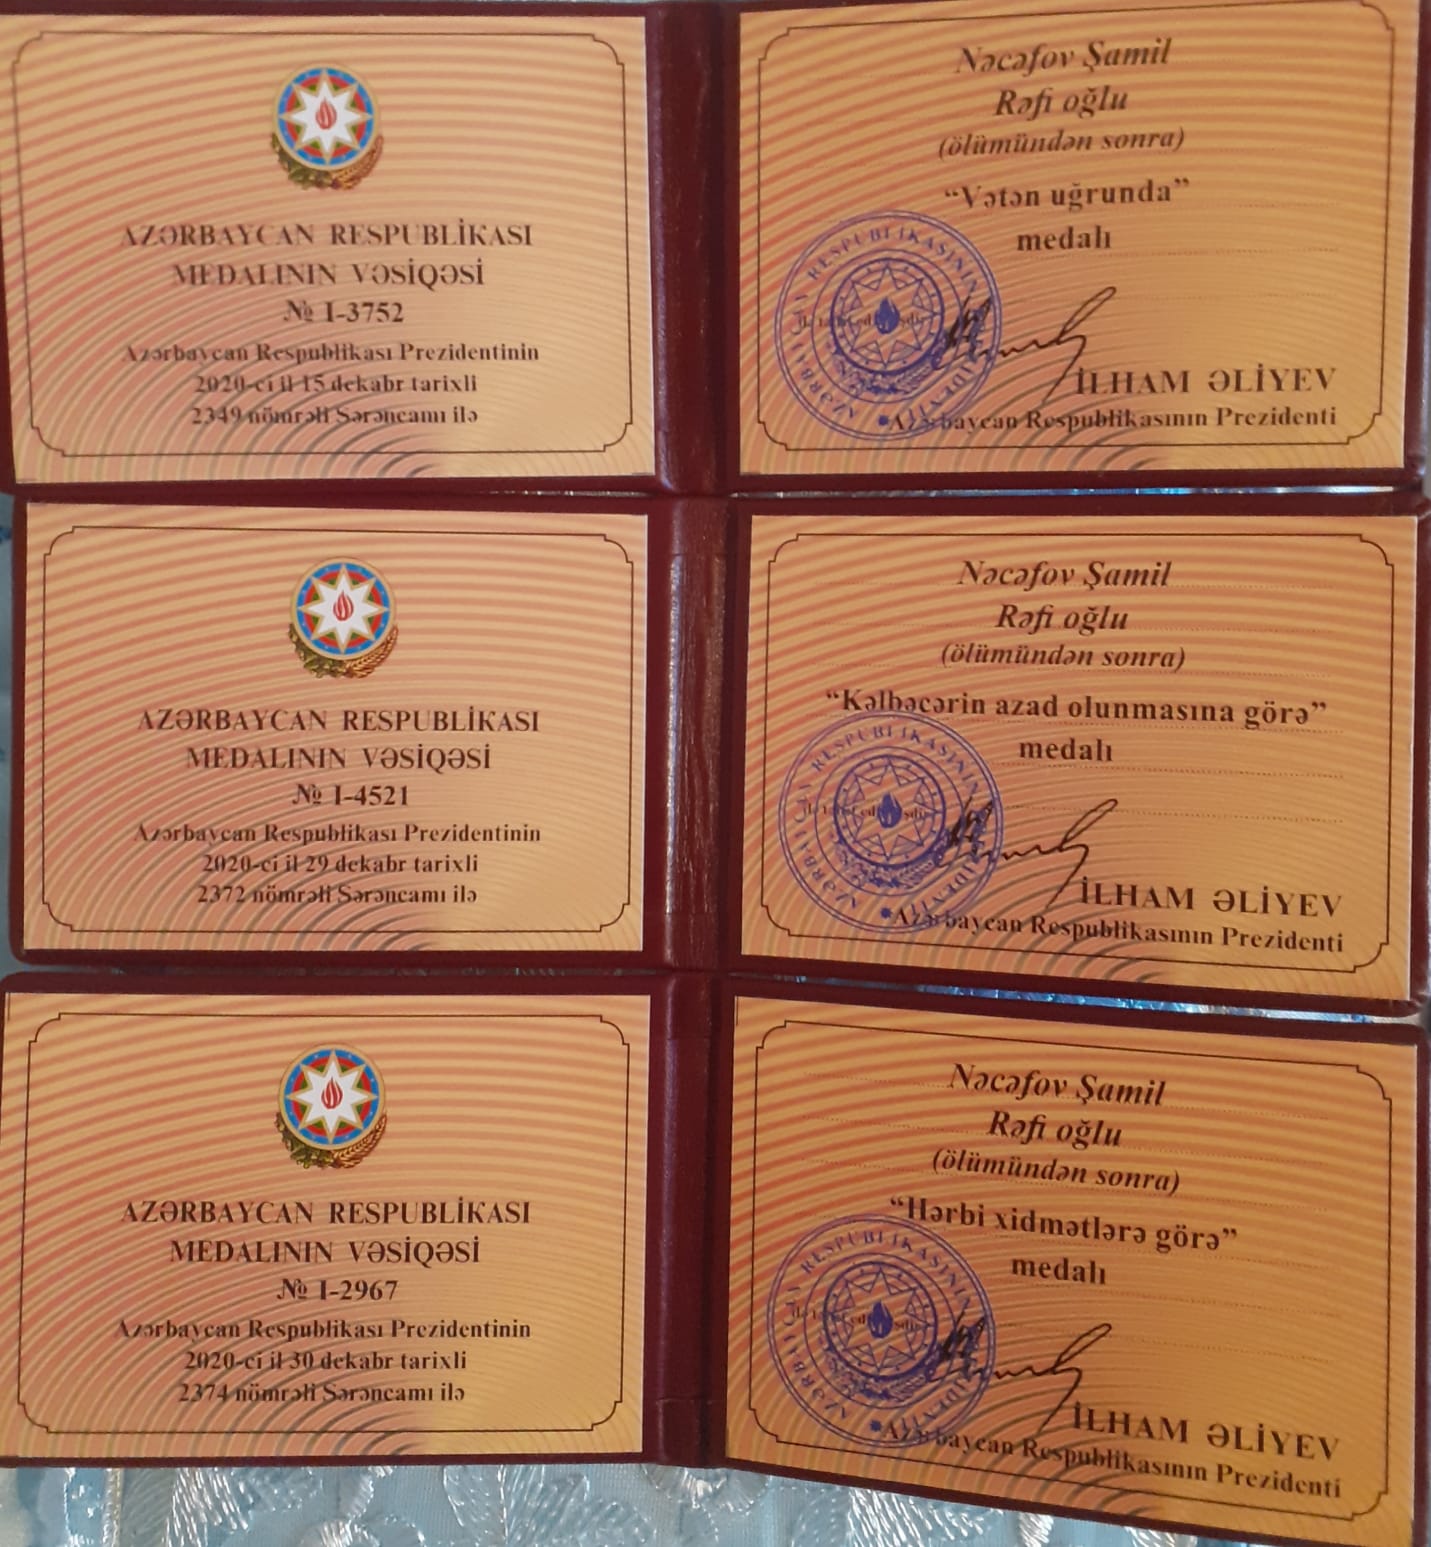 AZƏRBAYCAN RESPUBLİKASI
MEDALININ VƏSİQƏSİ
№ I-3752
Azərbaycan Respublikası Prezidentinin
2020-ci il 15 dekabr tarixli
2349 nömrəli Sərəncamı ilə
Nəcəfov Şamil
Rəfi oğlu
(ölümündən sonra)
“Vətən uğrunda”
medalı
İLHAM ƏLİYEV
Azərbaycan Respublikasının Prezidenti
AZƏRBAYCAN RESPUBLİKASI
MEDALININ VƏSİQƏSİ
№ I-4521
Azərbaycan Respublikası Prezidentinin
2020-ci il 29 dekabr tarixli
2372 nömrəli Sərəncamı ilə
Nəcəfov Şamil
Rəfi oğlu
(ölümündən sonra)
“Kəlbəcərin azad olunmasına görə”
medalı
İLHAM ƏLİYEV
Azərbaycan Respublikasının Prezidenti
AZƏRBAYCAN RESPUBLİKASI
MEDALININ VƏSİQƏSİ
№ I-2967
Azərbaycan Respublikası Prezidentinin
2020-ci il 30 dekabr tarixli
2374 nömrəli Sərəncamı ilə
Nəcəfov Şamil
Rəfi oğlu
(ölümündən sonra)
“Hərbi xidmətlərə görə”
medalı
İLHAM ƏLİYEV
Azərbaycan Respublikasının Prezidenti